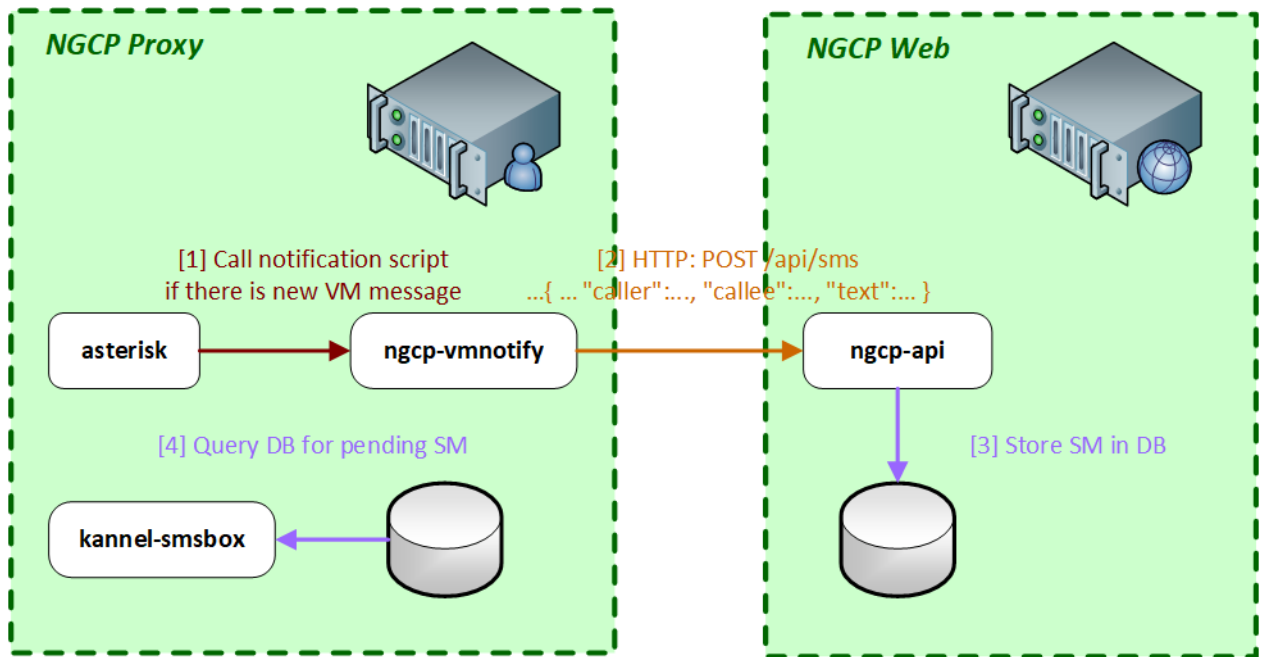 NGCP Proxy
NGCP Web
[1] Call notification script
if there is new VM message
[2] HTTP: POST /api/sms
...{ ... "caller":..., "callee":..., "text":... }
asterisk
ngcp-vmnotify
ngcp-api
[4] Query DB for pending SM
[3] Store SM in DB
kannel-smsbox